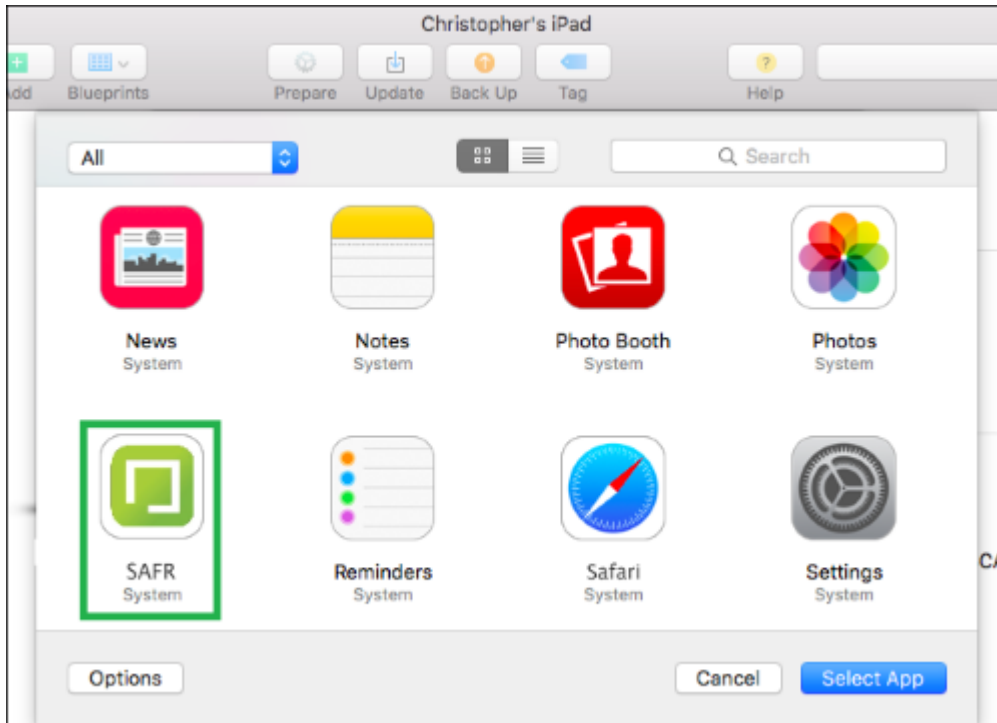 Christopher's iPad
Add Blueprints Prepare Update Back Up Tag Help
All Search
News Notes Photo Booth Photos
System System System System
SAFR Reminders Safari Settings
System System System System
CA
Options Cancel Select App